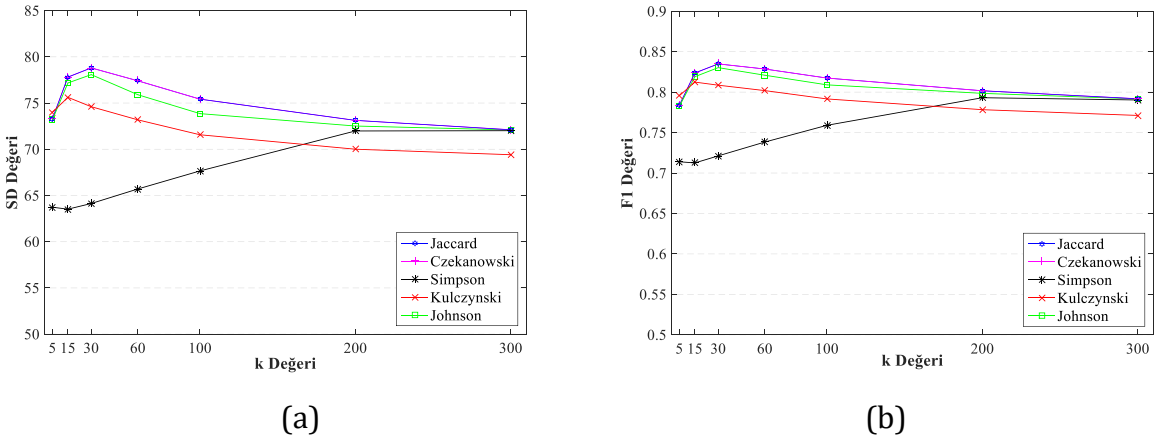 85
80
75
70
65
60
55
50
SD Değeri
5 15 30 60 100 200 300
k Değeri
Jaccard
Czekanowski
Simpson
Kulczynski
Johnson
(a)
0.9
0.85
0.8
0.75
0.7
0.65
0.6
0.55
0.5
F1 Değeri
5 15 30 60 100 200 300
k Değeri
Jaccard
Czekanowski
Simpson
Kulczynski
Johnson
(b)